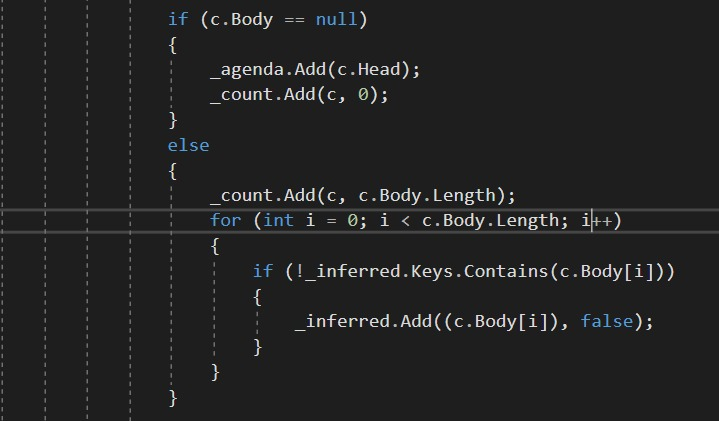 if (c.Body == null)
{
_agenda.Add(c.Head);
_count.Add(c, 0);
}
else
{
_count.Add(c, c.Body.Length);
for (int i = 0; i < c.Body.Length; i++)
{
if (!_inferred.Keys.Contains(c.Body[i]))
{
_inferred.Add((c.Body[i]), false);
}
}
}